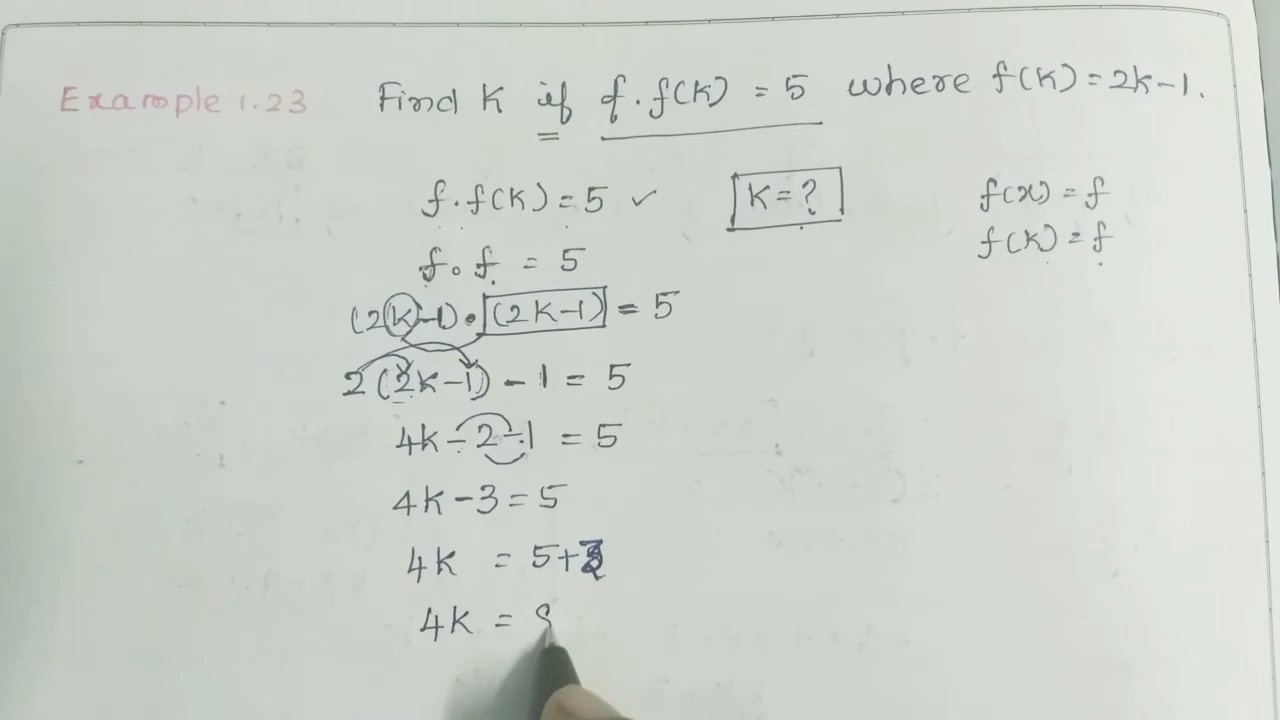 Example 1.23 Find K if f.f(K) = 5 where f(K) = 2K-1.
f.f(K) = 5 ✓ K = ? f(x) = f
f(K) = f
f∘f = 5
(2K-1)•(2K-1) = 5
2(2K-1) - 1 = 5
4K - 2 - 1 = 5
4K - 3 = 5
4K = 5+3
4K = 8